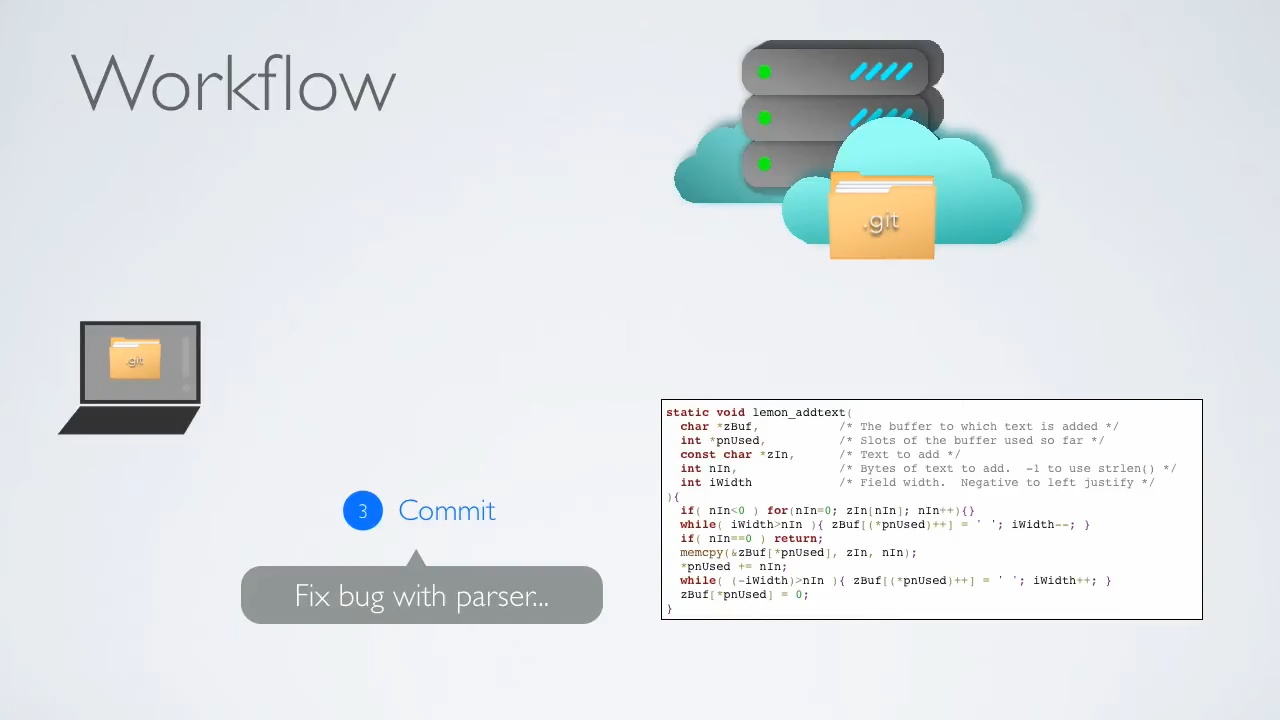 Workflow
.git
.git
3 Commit
Fix bug with parser...
static void lemon_addtext(
char *zBuf, /* The buffer to which text is added */
int *pnUsed, /* Slots of the buffer used so far */
const char *zIn, /* Text to add */
int nIn, /* Bytes of text to add. -1 to use strlen() */
int iWidth /* Field width. Negative to left justify */
){
if( nIn<0 ) for(nIn=0; zIn[nIn]; nIn++){}
while( iWidth>nIn ){ zBuf[(*pnUsed)++] = ' '; iWidth--; }
if( nIn==0 ) return;
memcpy(&zBuf[*pnUsed], zIn, nIn);
*pnUsed += nIn;
while( (-iWidth)>nIn ){ zBuf[(*pnUsed)++] = ' '; iWidth++; }
zBuf[*pnUsed] = 0;
}